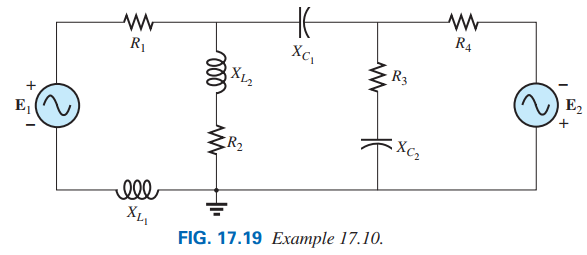 R1
XL2
R2
XC1
R3
XC2
R4
+
E1
−
−
E2
+
XL1
FIG. 17.19 Example 17.10.